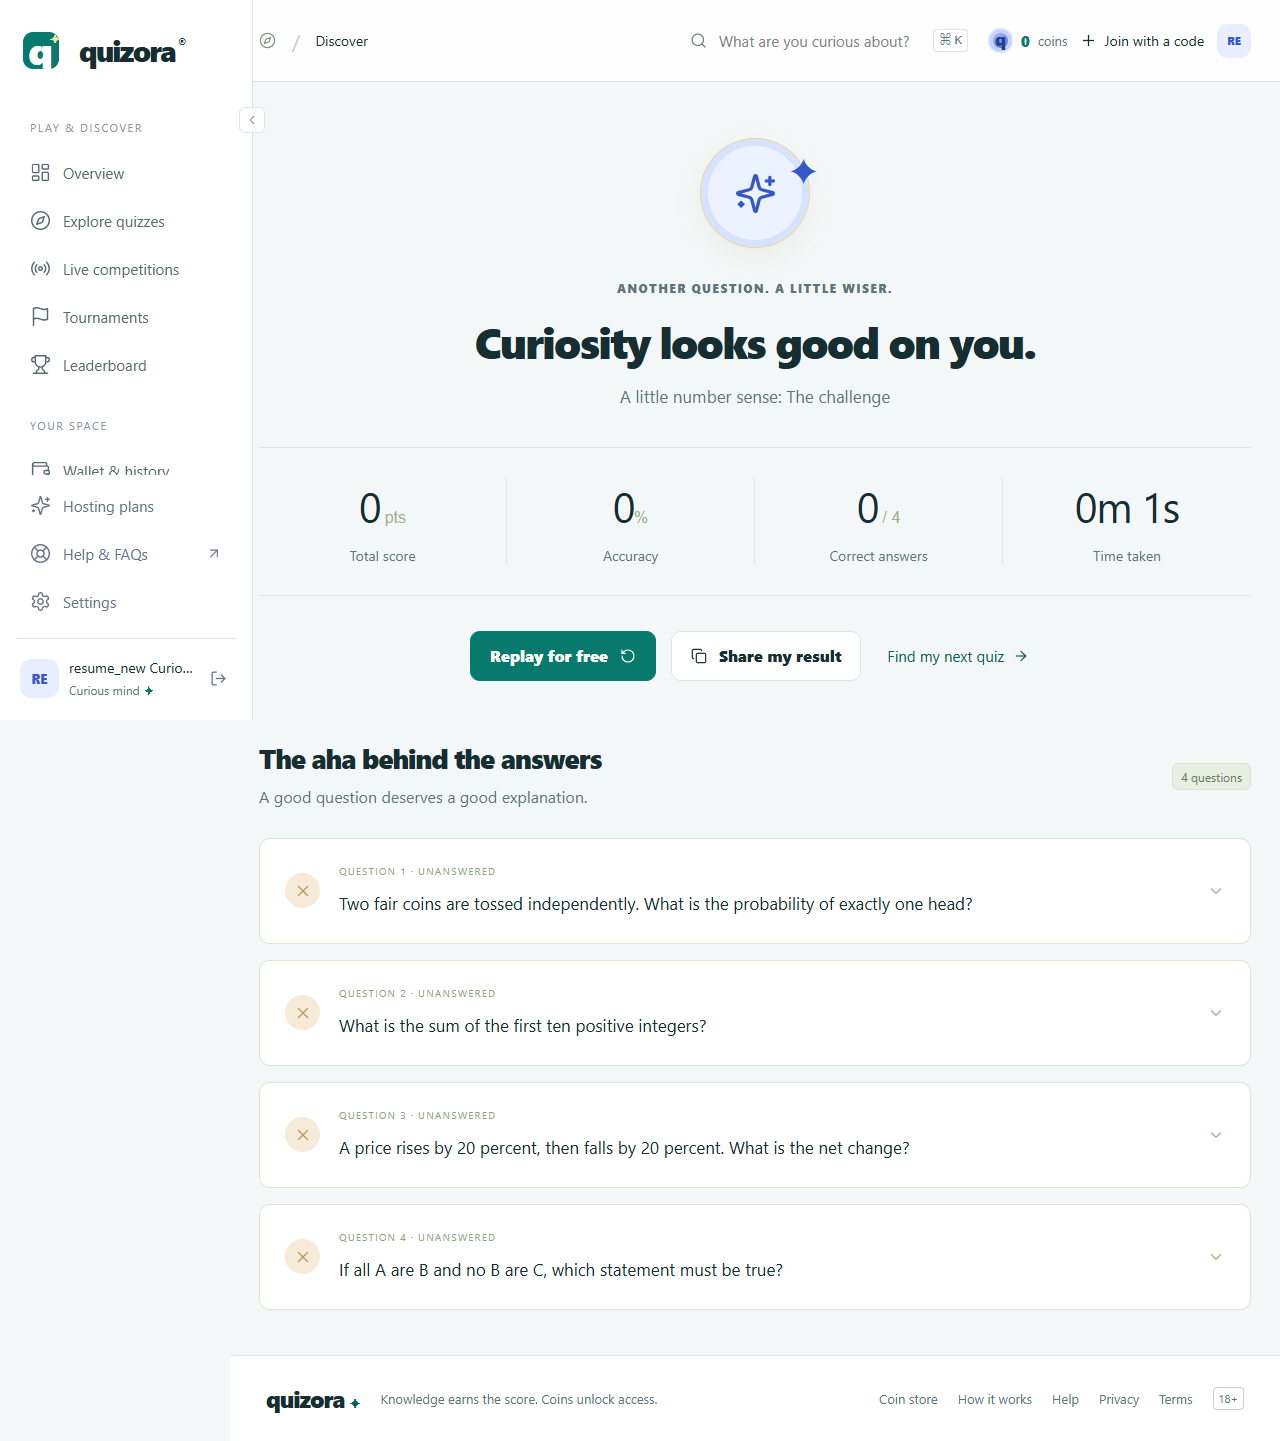 quizora®
Discover
What are you curious about?
⌘ K
0 coins
Join with a code
RE
PLAY & DISCOVER
Overview
Explore quizzes
Live competitions
Tournaments
Leaderboard
YOUR SPACE
Wallet & history
Hosting plans
Help & FAQs
Settings
RE
resume_new Curio...
Curious mind
ANOTHER QUESTION. A LITTLE WISER.
Curiosity looks good on you.
A little number sense: The challenge
0 pts
Total score
0%
Accuracy
0 / 4
Correct answers
0m 1s
Time taken
Replay for free
Share my result
Find my next quiz
The aha behind the answers
A good question deserves a good explanation.
4 questions
QUESTION 1 · UNANSWERED
Two fair coins are tossed independently. What is the probability of exactly one head?
QUESTION 2 · UNANSWERED
What is the sum of the first ten positive integers?
QUESTION 3 · UNANSWERED
A price rises by 20 percent, then falls by 20 percent. What is the net change?
QUESTION 4 · UNANSWERED
If all A are B and no B are C, which statement must be true?
quizora
Knowledge earns the score. Coins unlock access.
Coin store
How it works
Help
Privacy
Terms
18+